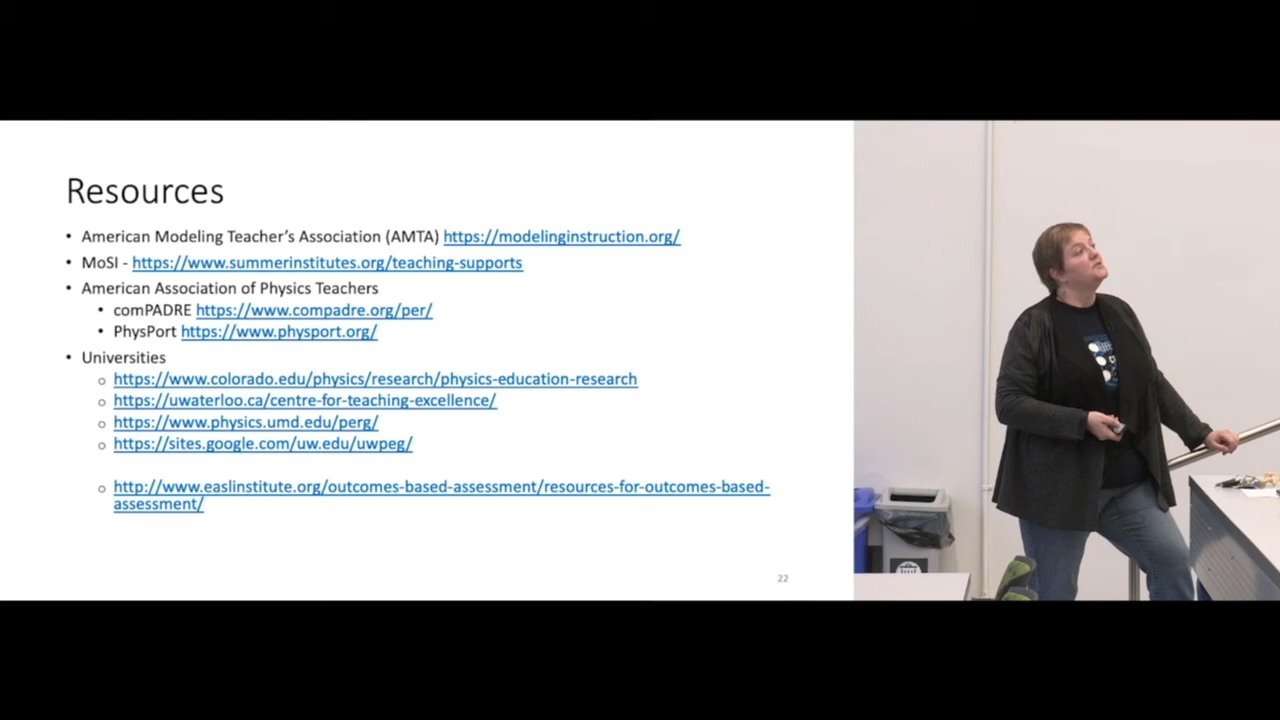 Resources
• American Modeling Teacher's Association (AMTA) https://modelinginstruction.org/
• MoSI - https://www.summerinstitutes.org/teaching-supports
• American Association of Physics Teachers
• comPADRE https://www.compadre.org/per/
• PhysPort https://www.physport.org/
• Universities
o https://www.colorado.edu/physics/research/physics-education-research
o https://uwaterloo.ca/centre-for-teaching-excellence/
o https://www.physics.umd.edu/perg/
o https://sites.google.com/uw.edu/uwpeg/
o http://www.easlinstitute.org/outcomes-based-assessment/resources-for-outcomes-based-
assessment/
22